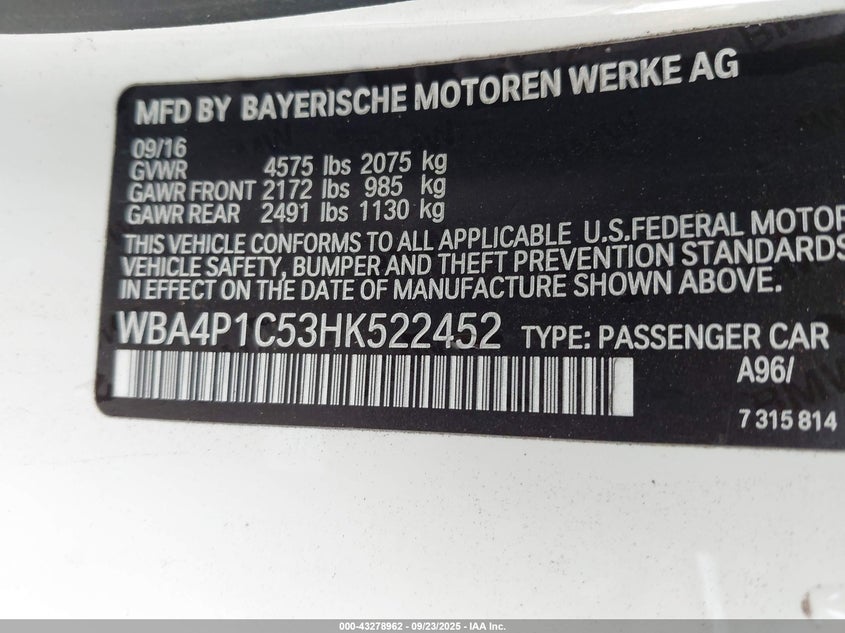 MFD BY BAYERISCHE MOTOREN WERKE AG
09/16
GVWR 4575 lbs 2075 kg
GAWR FRONT 2172 lbs 985 kg
GAWR REAR 2491 lbs 1130 kg
THIS VEHICLE CONFORMS TO ALL APPLICABLE U.S.FEDERAL MOTOR
VEHICLE SAFETY, BUMPER AND THEFT PREVENTION STANDARDS
IN EFFECT ON THE DATE OF MANUFACTURE SHOWN ABOVE.
WBA4P1C53HK522452 TYPE: PASSENGER CAR
A96/
7 315 814
000-43278962 - 09/23/2025 - IAA Inc.